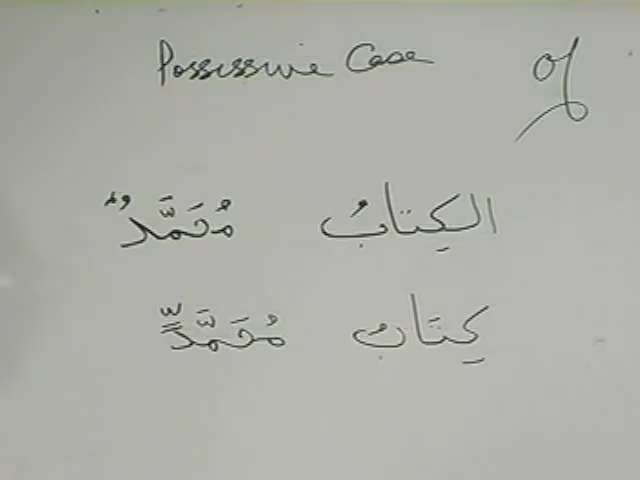 Possessive Case of
الكِتَابُ مُحَمَّدٌ
كِتَابُ مُحَمَّدٍ